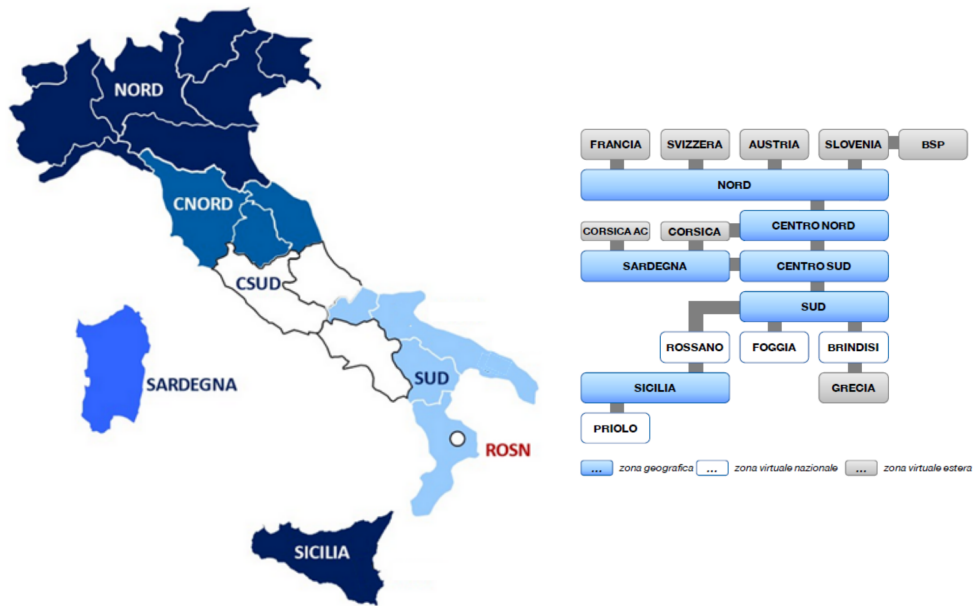 NORD
CNORD
CSUD
SUD
SARDEGNA
ROSN
SICILIA
FRANCIA
SVIZZERA
AUSTRIA
SLOVENIA
BSP
NORD
CORSICA AC
CORSICA
CENTRO NORD
SARDEGNA
CENTRO SUD
SUD
ROSSANO
FOGGIA
BRINDISI
SICILIA
GRECIA
PRIOLO
... zona geografica
... zona virtuale nazionale
... zona virtuale estera